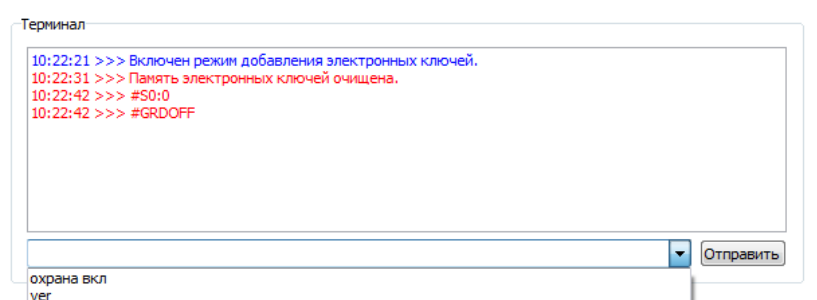 Терминал
10:22:21 >>> Включен режим добавления электронных ключей.
10:22:31 >>> Память электронных ключей очищена.
10:22:42 >>> #S0:0
10:22:42 >>> #GRDOFF
Отправить
охрана вкл
ver